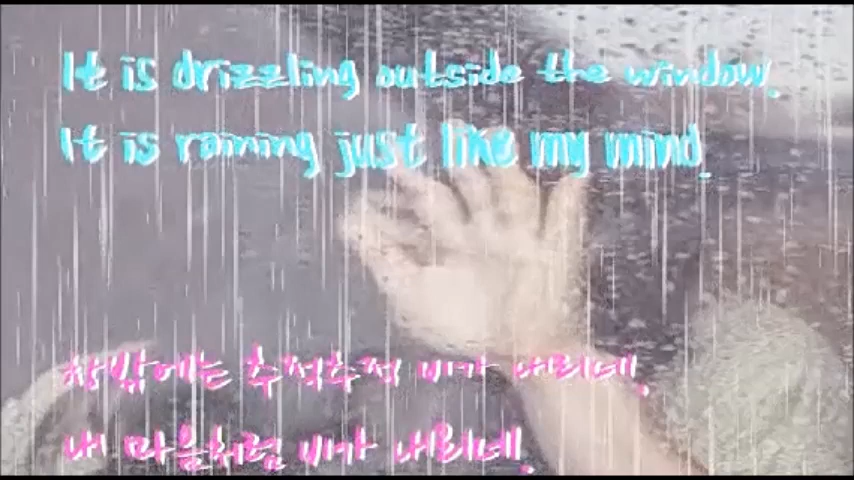 It is drizzling outside the window.
It is raining just like my mind.
창밖에는 추적추적 비가 내리네.
내 마음처럼 비가 내리네.